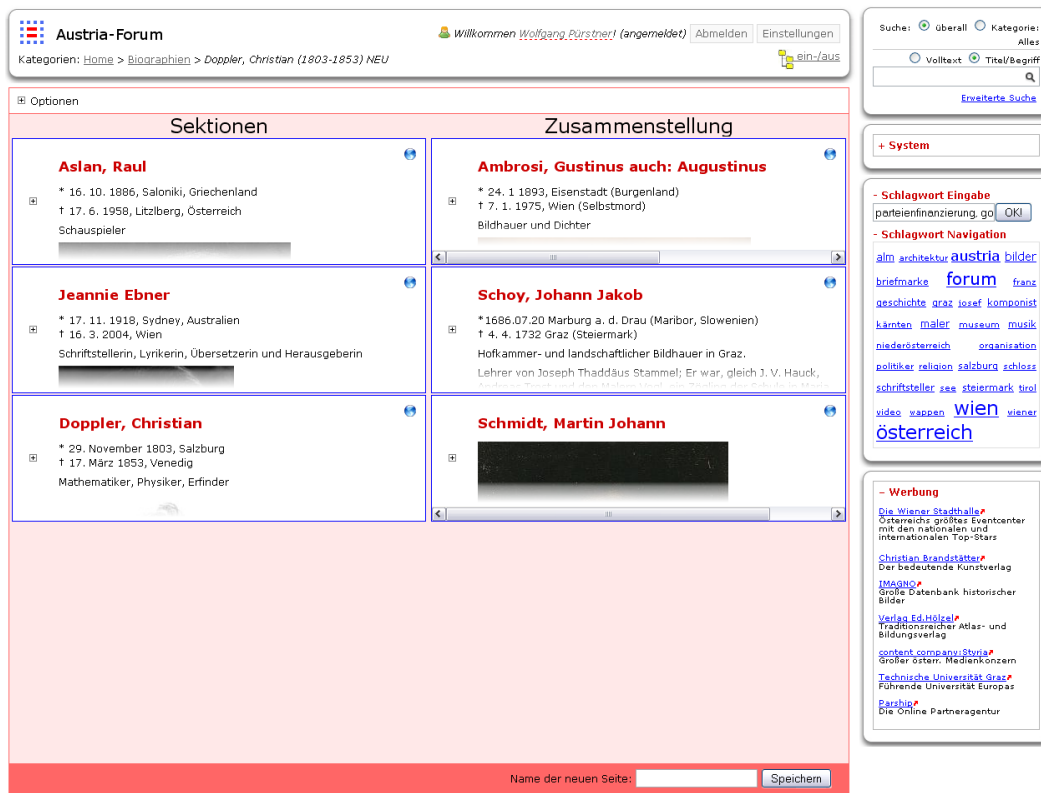 Austria-Forum
Willkommen Wolfgang Pürstner! (angemeldet) Abmelden Einstellungen
Kategorien: Home > Biographien > Doppler, Christian (1803-1853) NEU
ein-/aus
Optionen
Sektionen
Aslan, Raul
* 16. 10. 1886, Saloniki, Griechenland
† 17. 6. 1958, Litzlberg, Österreich
Schauspieler
Jeannie Ebner
* 17. 11. 1918, Sydney, Australien
† 16. 3. 2004, Wien
Schriftstellerin, Lyrikerin, Übersetzerin und Herausgeberin
Doppler, Christian
* 29. November 1803, Salzburg
† 17. März 1853, Venedig
Mathematiker, Physiker, Erfinder
Zusammenstellung
Ambrosi, Gustinus auch: Augustinus
* 24. 1 1893, Eisenstadt (Burgenland)
† 7. 1. 1975, Wien (Selbstmord)
Bildhauer und Dichter
Schoy, Johann Jakob
*1686.07.20 Marburg a. d. Drau (Maribor, Slowenien)
† 4. 4. 1732 Graz (Steiermark)
Hofkammer- und landschaftlicher Bildhauer in Graz.
Lehrer von Joseph Thaddäus Stammel; Er war, gleich J. V. Hauck,
Schmidt, Martin Johann
Name der neuen Seite: Speichern
Suche: überall Kategorie:
Alles
Volltext Titel/Begriff
Erweiterte Suche
+ System
- Schlagwort Eingabe
parteienfinanzierung, go OK!
- Schlagwort Navigation
alm architektur austria bilder
briefmarke forum franz
geschichte graz josef komponist
kärnten maler museum musik
niederösterreich organisation
politiker religion salzburg schloss
schriftsteller see steiermark tirol
video wappen wien wiener
österreich
- Werbung
Die Wiener Stadthalle
Österreichs größtes Eventcenter
mit den nationalen und
internationalen Top-Stars
Christian Brandstätter
Der bedeutende Kunstverlag
IMAGNO
Große Datenbank historischer
Bilder
Verlag Ed.Hölzel
Traditionsreicher Atlas- und
Bildungsverlag
content company:Styria
Großer österr. Medienkonzern
Technische Universität Graz
Führende Universität Europas
Parship
Die Online Partneragentur